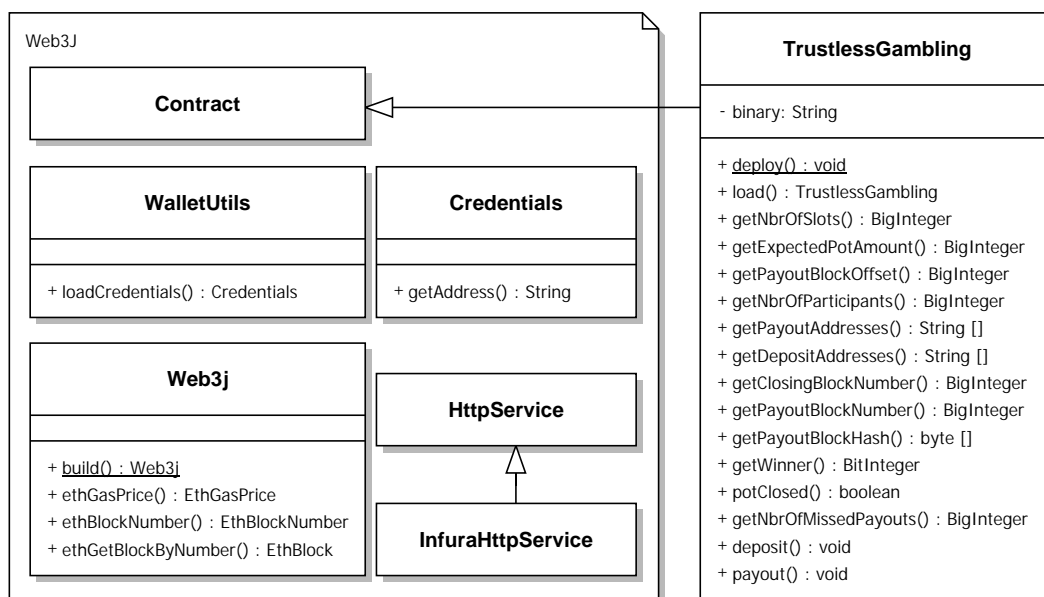 Web3J
Contract
WalletUtils
+ loadCredentials() : Credentials
Credentials
+ getAddress() : String
Web3j
+ build() : Web3j
+ ethGasPrice() : EthGasPrice
+ ethBlockNumber() : EthBlockNumber
+ ethGetBlockByNumber() : EthBlock
HttpService
InfuraHttpService
TrustlessGambling
- binary: String
+ deploy() : void
+ load() : TrustlessGambling
+ getNbrOfSlots() : BigInteger
+ getExpectedPotAmount() : BigInteger
+ getPayoutBlockOffset() : BigInteger
+ getNbrOfParticipants() : BigInteger
+ getPayoutAddresses() : String []
+ getDepositAddresses() : String []
+ getClosingBlockNumber() : BigInteger
+ getPayoutBlockNumber() : BigInteger
+ getPayoutBlockHash() : byte []
+ getWinner() : BitInteger
+ potClosed() : boolean
+ getNbrOfMissedPayouts() : BigInteger
+ deposit() : void
+ payout() : void